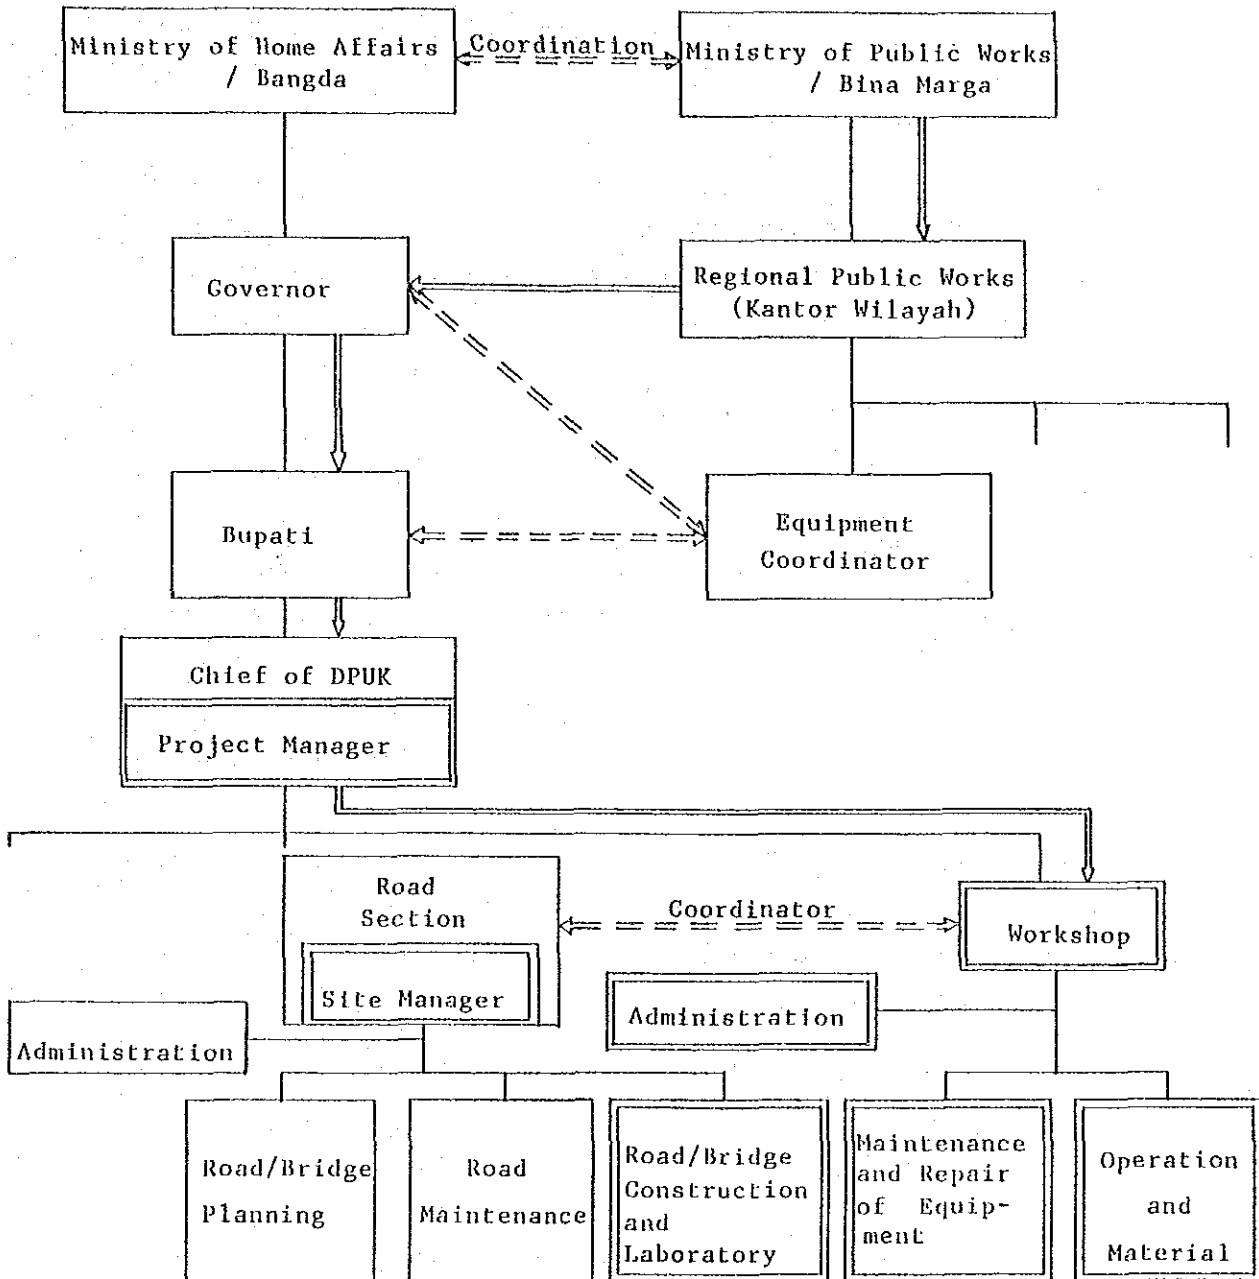 Ministry of Home Affairs
/ Bangda
Coordination
Ministry of Public Works
/ Bina Marga
Governor
Regional Public Works
(Kantor Wilayah)
Bupati
Equipment
Coordinator
Chief of DPUK
Project Manager
Road
Section
Site Manager
Coordinator
Workshop
Administration
Administration
Road/Bridge
Planning
Road
Maintenance
Road/Bridge
Construction
and
Laboratory
Maintenance
and Repair
of Equip-
ment
Operation
and
Material